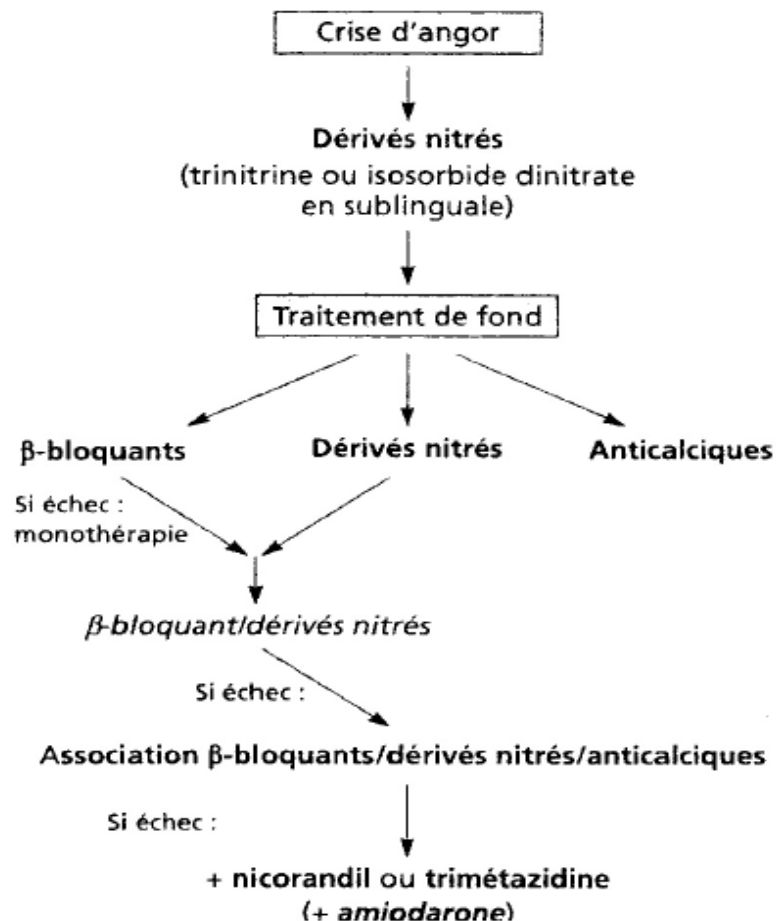 Crise d'angor
Dérivés nitrés
(trinitrine ou isosorbide dinitrate
en sublinguale)
Traitement de fond
β-bloquants
Dérivés nitrés
Anticalciques
Si échec :
monothérapie
β-bloquant/dérivés nitrés
Si échec :
Association β-bloquants/dérivés nitrés/anticalciques
Si échec :
+ nicorandil ou trimétazidine
(+ amiodarone)